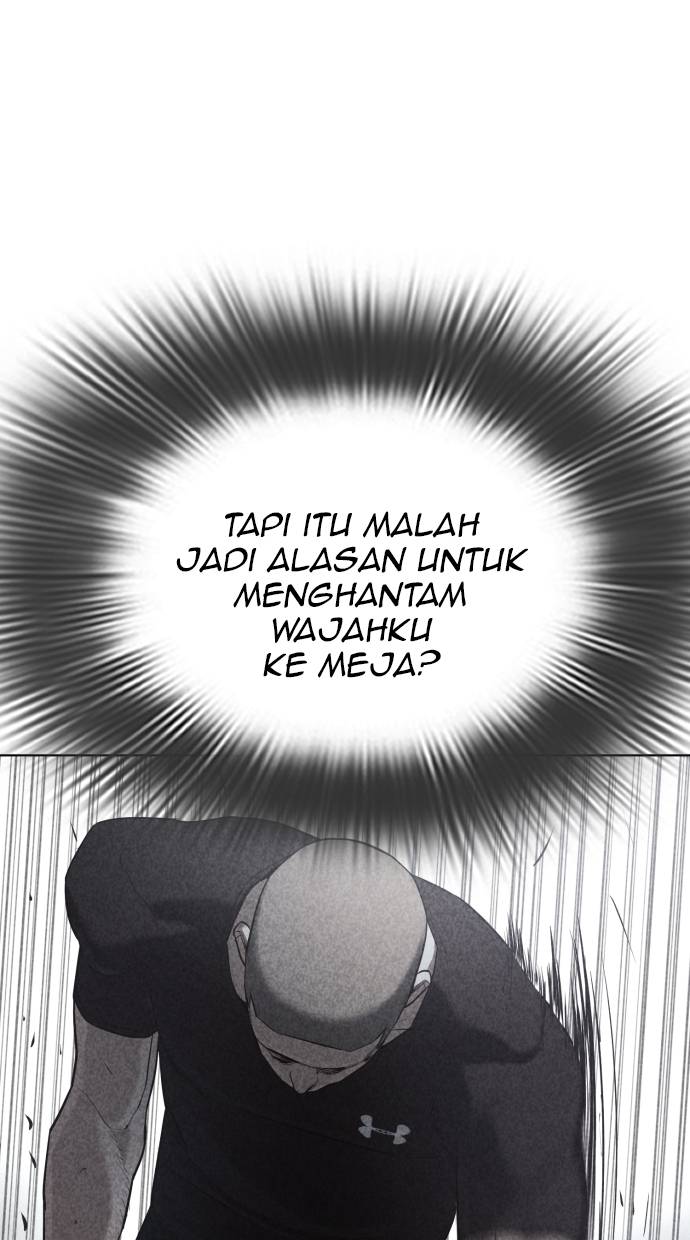 TAPI ITU MALAH
JADI ALASAN UNTUK
MENGHANTAM
WAJAHKU
KE MEJA?